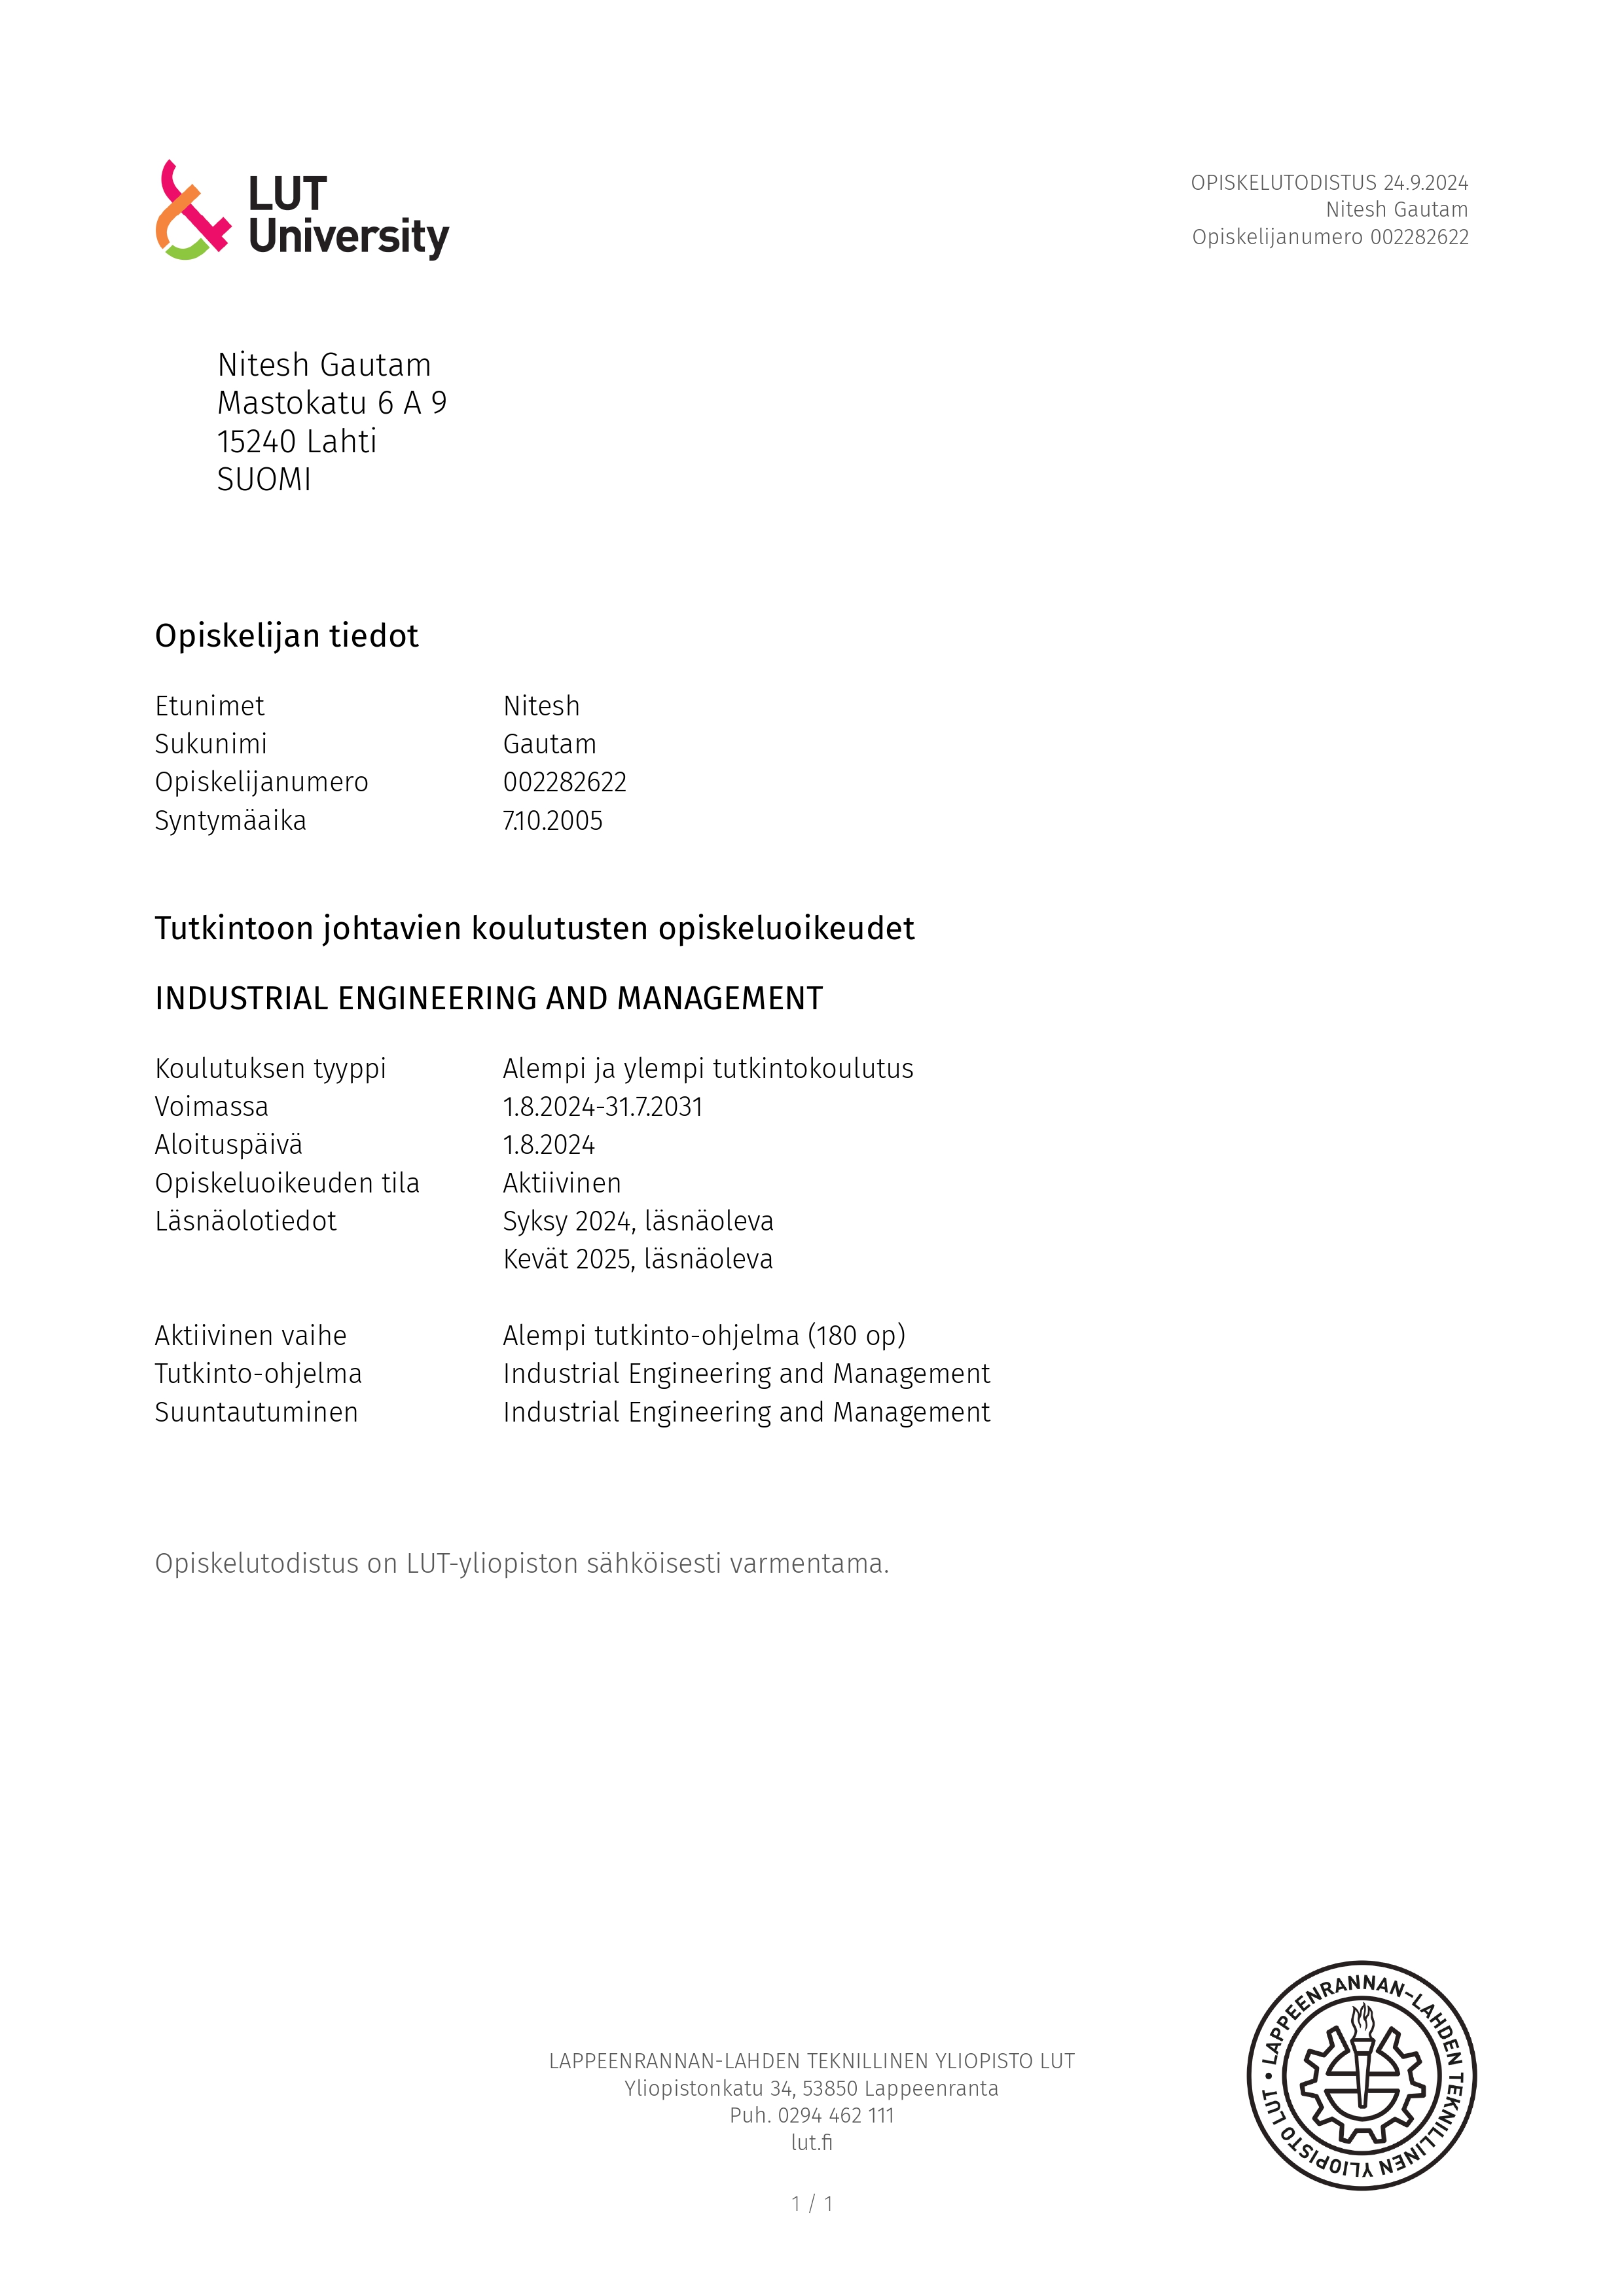 LUT
University
OPISKELUTODISTUS 24.9.2024
Nitesh Gautam
Opiskelijanumero 002282622
Nitesh Gautam
Mastokatu 6 A 9
15240 Lahti
SUOMI
Opiskelijan tiedot
Etunimet Nitesh
Sukunimi Gautam
Opiskelijanumero 002282622
Syntymäaika 7.10.2005
Tutkintoon johtavien koulutusten opiskeluoikeudet
INDUSTRIAL ENGINEERING AND MANAGEMENT
Koulutuksen tyyppi Alempi ja ylempi tutkintokoulutus
Voimassa 1.8.2024-31.7.2031
Aloituspäivä 1.8.2024
Opiskeluoikeuden tila Aktiivinen
Läsnäolotiedot Syksy 2024, läsnäoleva
Kevät 2025, läsnäoleva
Aktiivinen vaihe Alempi tutkinto-ohjelma (180 op)
Tutkinto-ohjelma Industrial Engineering and Management
Suuntautuminen Industrial Engineering and Management
Opiskelutodistus on LUT-yliopiston sähköisesti varmentama.
LAPPEENRANNAN-LAHDEN TEKNILLINEN YLIOPISTO LUT
Yliopistonkatu 34, 53850 Lappeenranta
Puh. 0294 462 111
lut.fi
1 / 1
• LAPPEENRANNAN-LAHDEN TEKNILLINEN YLIOPISTO LUT